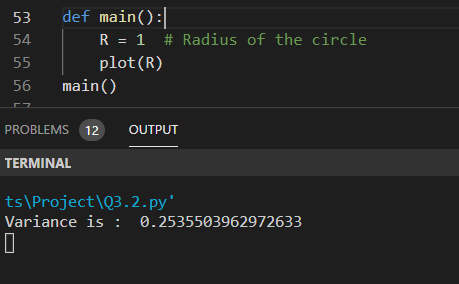 53 def main():
54 R = 1 # Radius of the circle
55 plot(R)
56 main()
57
PROBLEMS 12 OUTPUT
TERMINAL
ts\Project\Q3.2.py'
Variance is : 0.2535503962972633